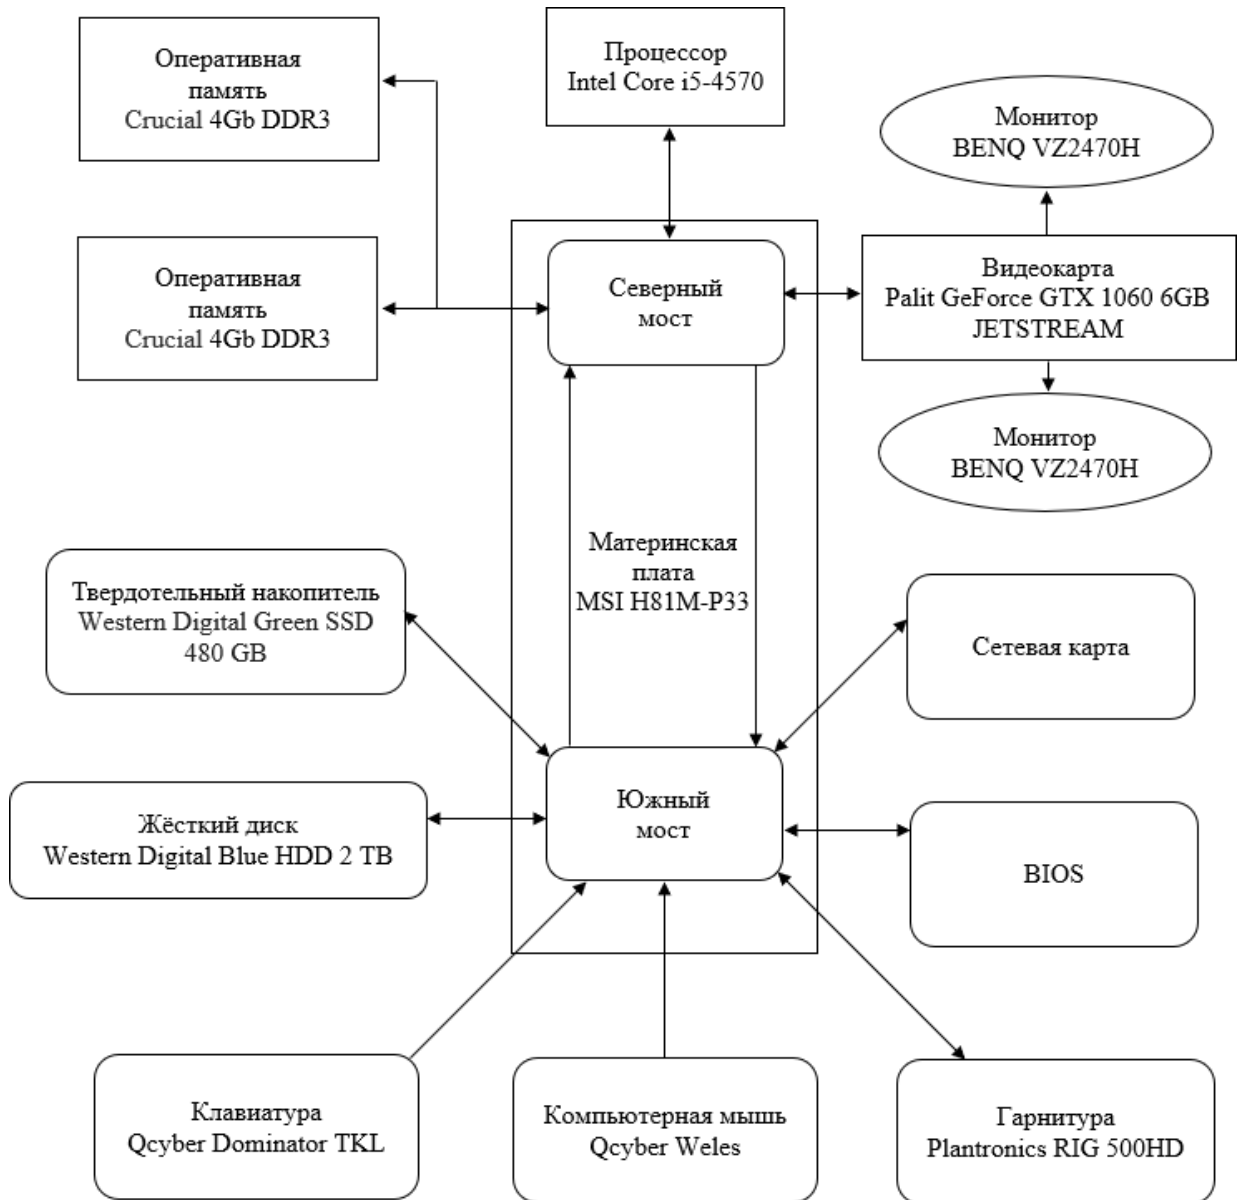 Оперативная
память
Crucial 4Gb DDR3
Процессор
Intel Core i5-4570
Монитор
BENQ VZ2470H
Оперативная
память
Crucial 4Gb DDR3
Северный
мост
Видеокарта
Palit GeForce GTX 1060 6GB
JETSTREAM
Монитор
BENQ VZ2470H
Материнская
плата
MSI H81M-P33
Твердотельный накопитель
Western Digital Green SSD
480 GB
Сетевая карта
Жёсткий диск
Western Digital Blue HDD 2 TB
Южный
мост
BIOS
Клавиатура
Qcyber Dominator TKL
Компьютерная мышь
Qcyber Weles
Гарнитура
Plantronics RIG 500HD